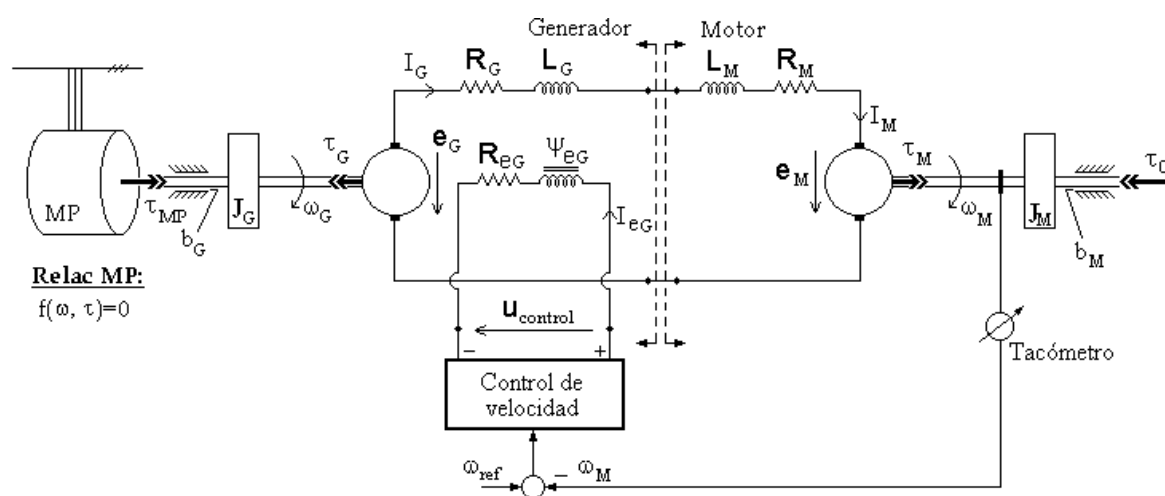 Generador
Motor
I_G
R_G
L_G
L_M
R_M
I_M
τ_G
e_G
R_eG
Ψ_eG
e_M
τ_M
τ_0
MP
τ_MP
b_G
J_G
ω_G
I_eG
ω_M
J_M
b_M
Relac MP:
f(ω, τ)=0
u_control
− +
Tacómetro
Control de
velocidad
ω_ref
− ω_M